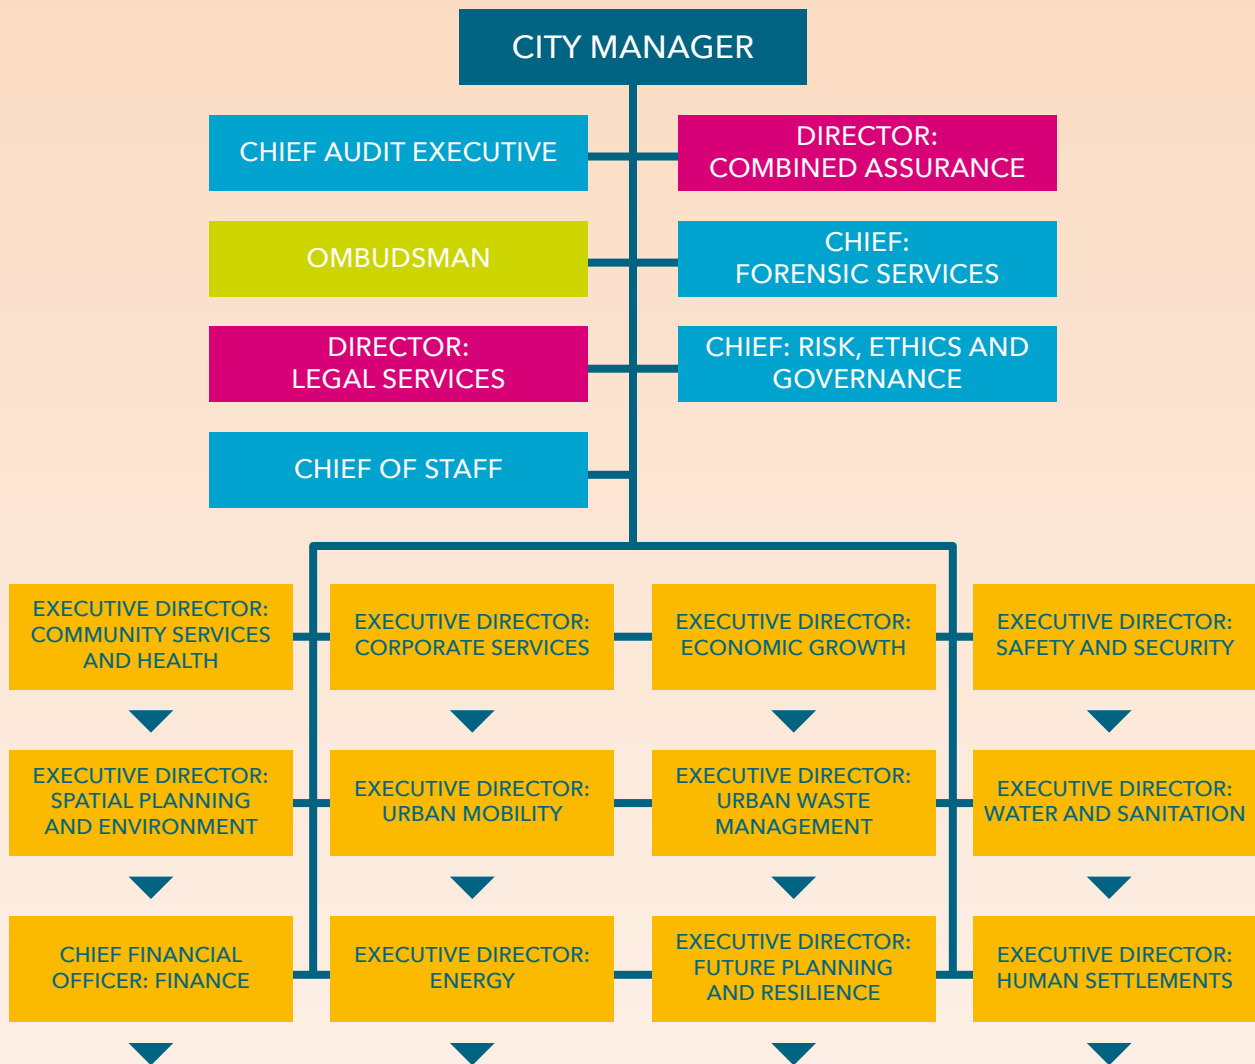 CITY MANAGER
CHIEF AUDIT EXECUTIVE
DIRECTOR:
COMBINED ASSURANCE
OMBUDSMAN
CHIEF:
FORENSIC SERVICES
DIRECTOR:
LEGAL SERVICES
CHIEF: RISK, ETHICS AND
GOVERNANCE
CHIEF OF STAFF
EXECUTIVE DIRECTOR:
COMMUNITY SERVICES
AND HEALTH
EXECUTIVE DIRECTOR:
CORPORATE SERVICES
EXECUTIVE DIRECTOR:
ECONOMIC GROWTH
EXECUTIVE DIRECTOR:
SAFETY AND SECURITY
EXECUTIVE DIRECTOR:
SPATIAL PLANNING
AND ENVIRONMENT
EXECUTIVE DIRECTOR:
URBAN MOBILITY
EXECUTIVE DIRECTOR:
URBAN WASTE
MANAGEMENT
EXECUTIVE DIRECTOR:
WATER AND SANITATION
CHIEF FINANCIAL
OFFICER: FINANCE
EXECUTIVE DIRECTOR:
ENERGY
EXECUTIVE DIRECTOR:
FUTURE PLANNING
AND RESILIENCE
EXECUTIVE DIRECTOR:
HUMAN SETTLEMENTS